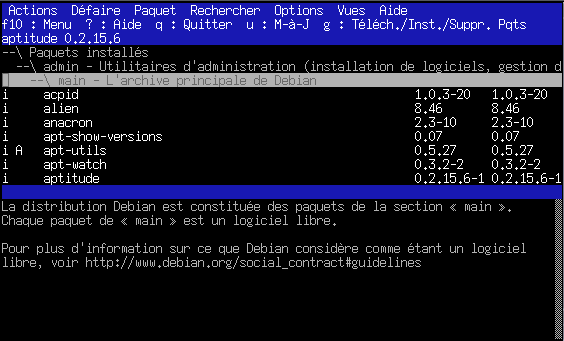 Actions Défaire Paquet Rechercher Options Vues Aide
f10 : Menu ? : Aide q : Quitter u : M-à-J g : Téléch./Inst./Suppr. Pqts
aptitude 0.2.15.6
--\ Paquets installés
--\ admin - Utilitaires d'administration (installation de logiciels, gestion d
--\ main - L'archive principale de Debian
i acpid 1.0.3-20 1.0.3-20
i alien 8.46 8.46
i anacron 2.3-10 2.3-10
i apt-show-versions 0.07 0.07
i A apt-utils 0.5.27 0.5.27
i apt-watch 0.3.2-2 0.3.2-2
i aptitude 0.2.15.6-1 0.2.15.6-1
La distribution Debian est constituée des paquets de la section « main ».
Chaque paquet de « main » est un logiciel libre.
Pour plus d'information sur ce que Debian considère comme étant un logiciel
libre, voir http://www.debian.org/social_contract#guidelines